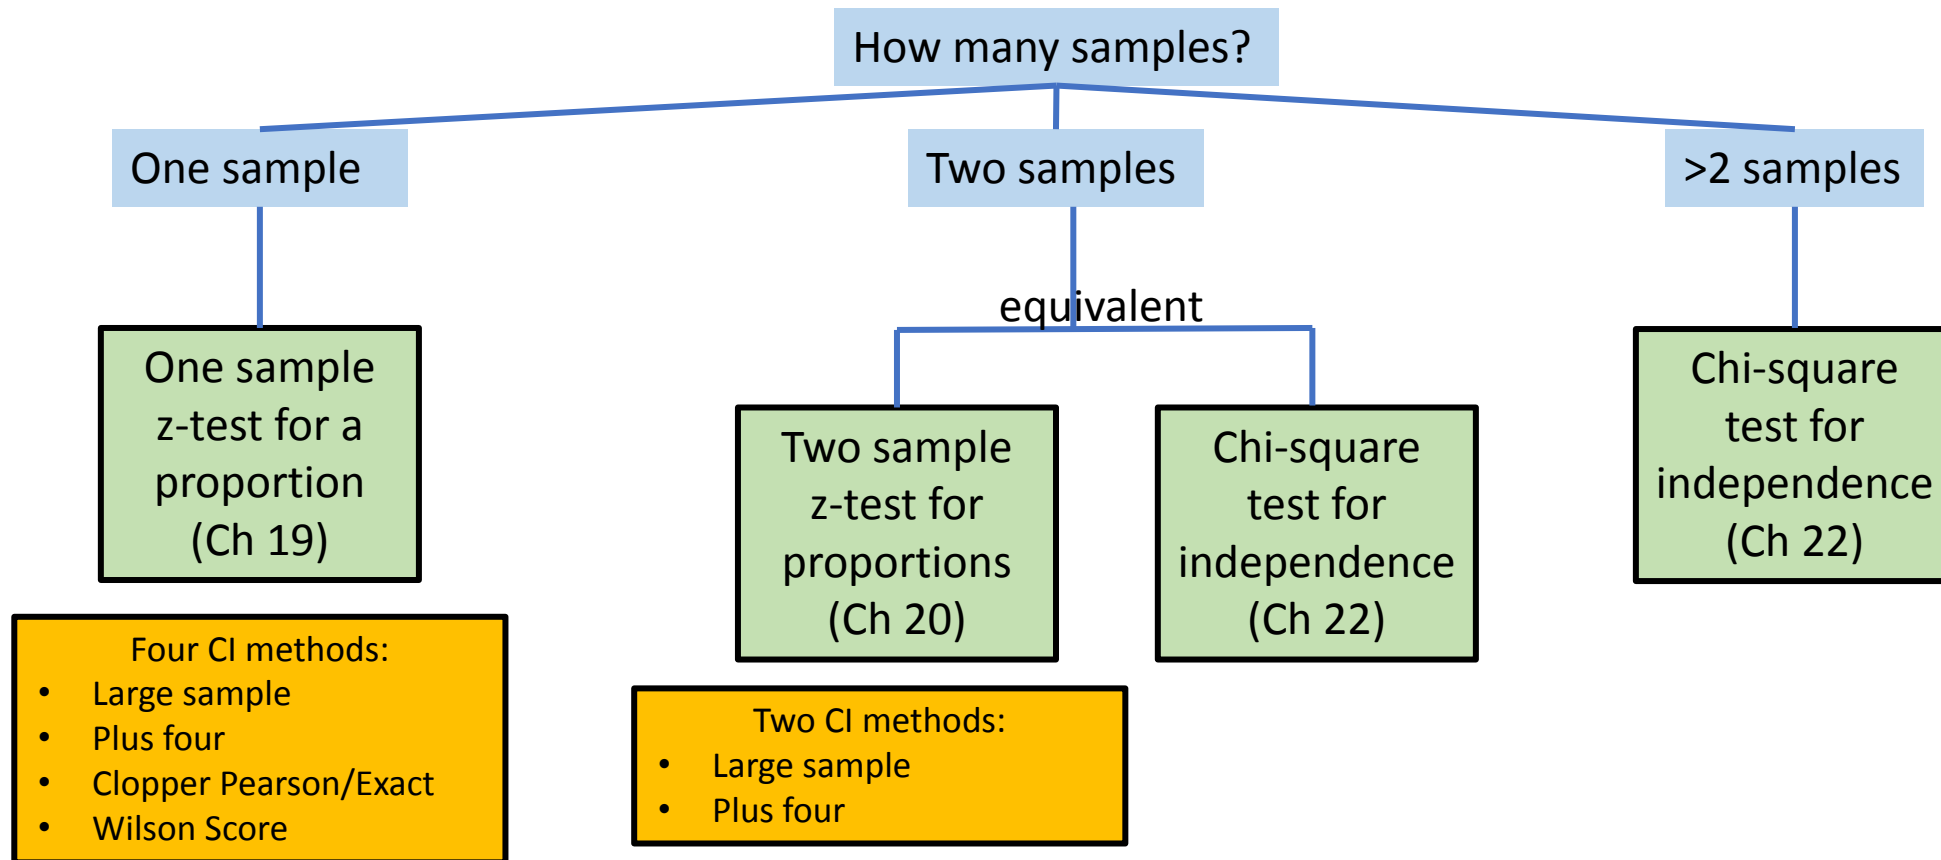 How many samples?
One sample
Two samples
>2 samples
equivalent
One sample
z-test for a
proportion
(Ch 19)
Two sample
z-test for
proportions
(Ch 20)
Chi-square
test for
independence
(Ch 22)
Chi-square
test for
independence
(Ch 22)
Four CI methods:
• Large sample
• Plus four
• Clopper Pearson/Exact
• Wilson Score
Two CI methods:
• Large sample
• Plus four